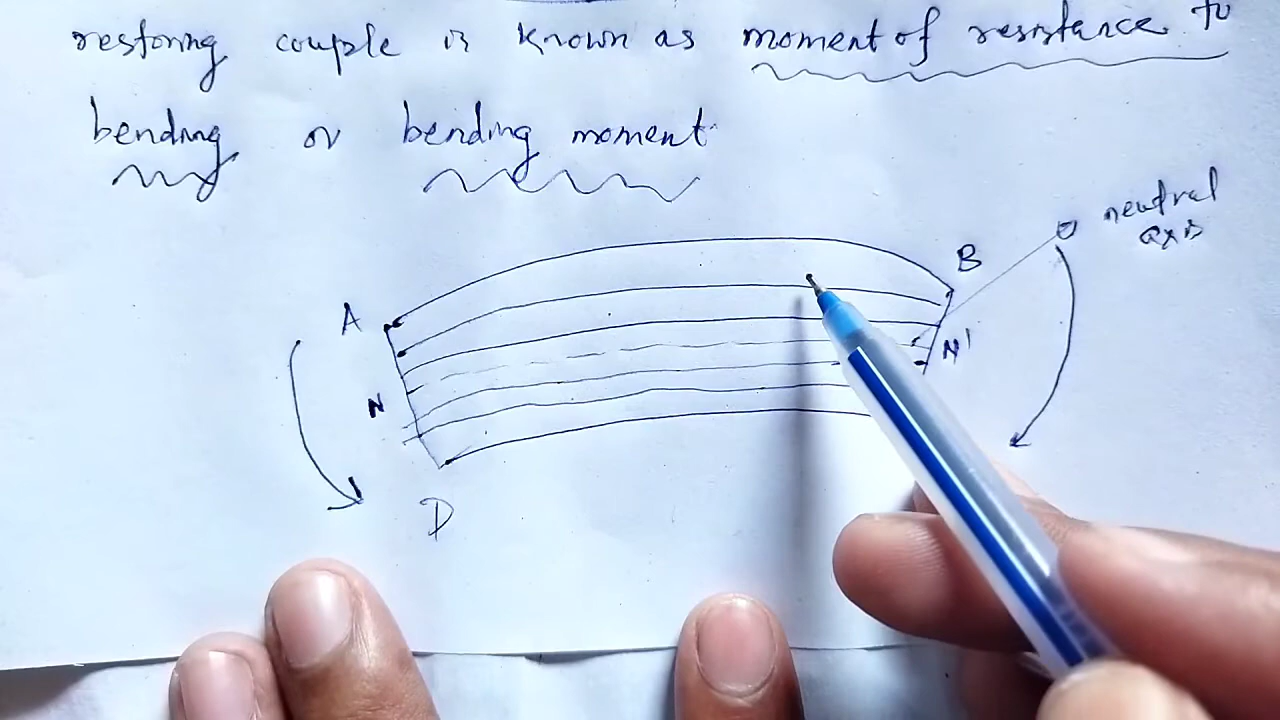 restoring couple is known as moment of resistance to
bending or bending moment
neutral
axis
B
A
N'
N
D